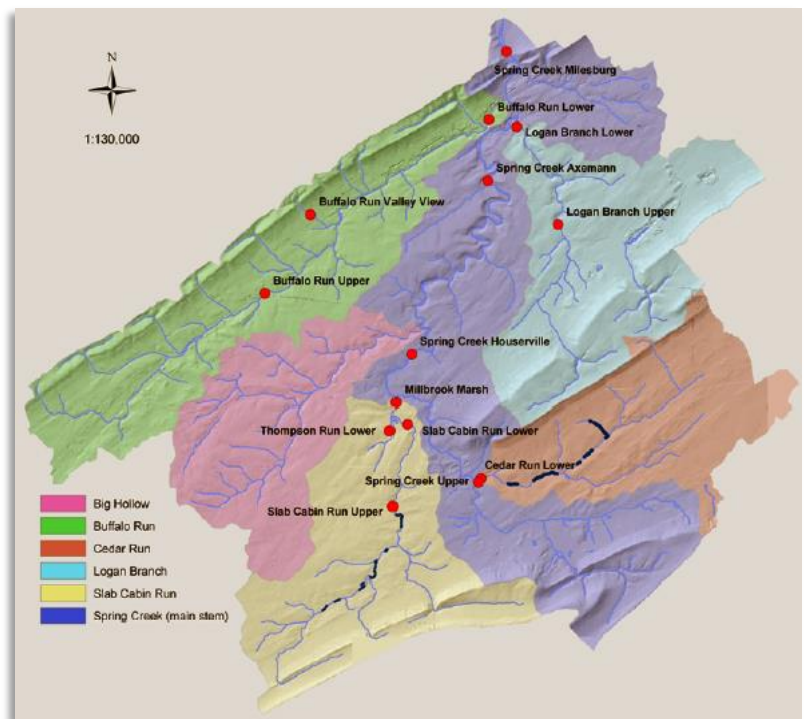 N
1:130,000
Spring Creek Milesburg
Buffalo Run Lower
Logan Branch Lower
Spring Creek Axemann
Buffalo Run Valley View
Logan Branch Upper
Buffalo Run Upper
Spring Creek Houserville
Millbrook Marsh
Thompson Run Lower
Slab Cabin Run Lower
Cedar Run Lower
Spring Creek Upper
Slab Cabin Run Upper
Big Hollow
Buffalo Run
Cedar Run
Logan Branch
Slab Cabin Run
Spring Creek (main stem)